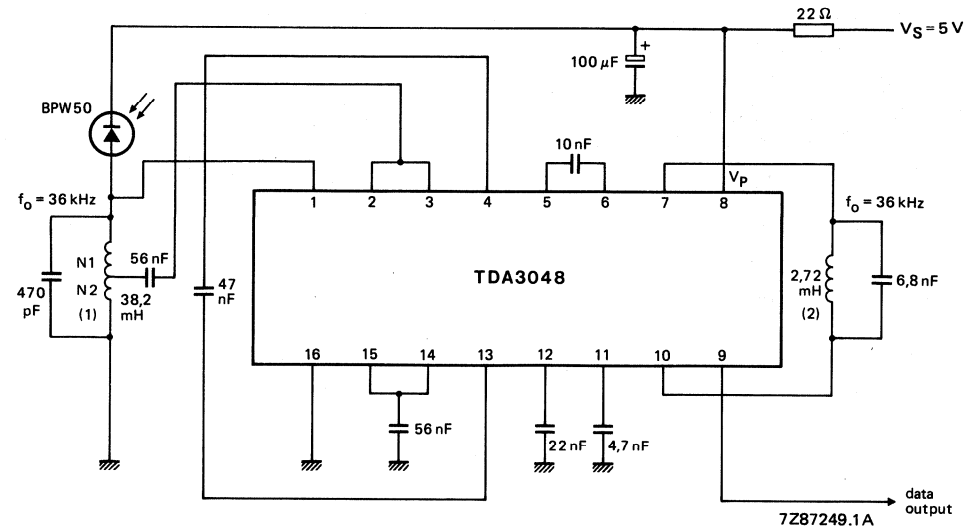 22 Ω
V_S = 5 V
+
100 μF
BPW50
10 nF
V_P
f_o = 36 kHz
f_o = 36 kHz
1 2 3 4 5 6 7 8
N1
56 nF
N2
470
pF
(1)
38,2
mH
47
nF
TDA3048
2,72
mH
(2)
6,8 nF
16 15 14 13 12 11 10 9
56 nF
22 nF
4,7 nF
data
output
7Z87249.1A